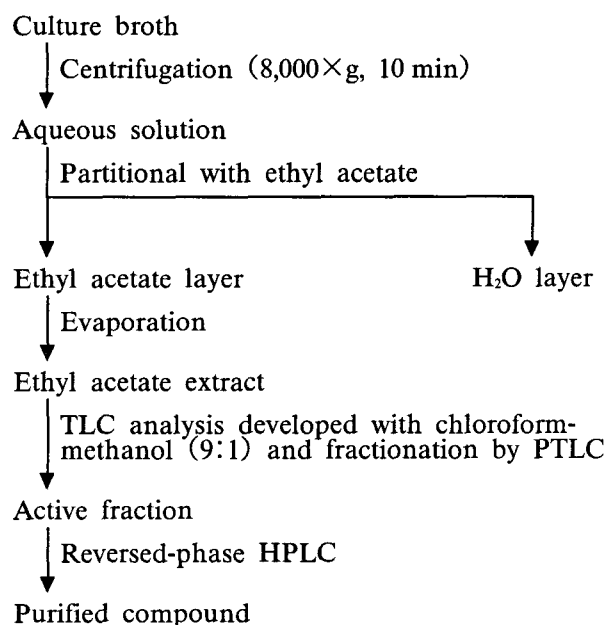 Culture broth
Centrifugation (8,000×g, 10 min)
Aqueous solution
Partitional with ethyl acetate
Ethyl acetate layer
H₂O layer
Evaporation
Ethyl acetate extract
TLC analysis developed with chloroform-
methanol (9:1) and fractionation by PTLC
Active fraction
Reversed-phase HPLC
Purified compound